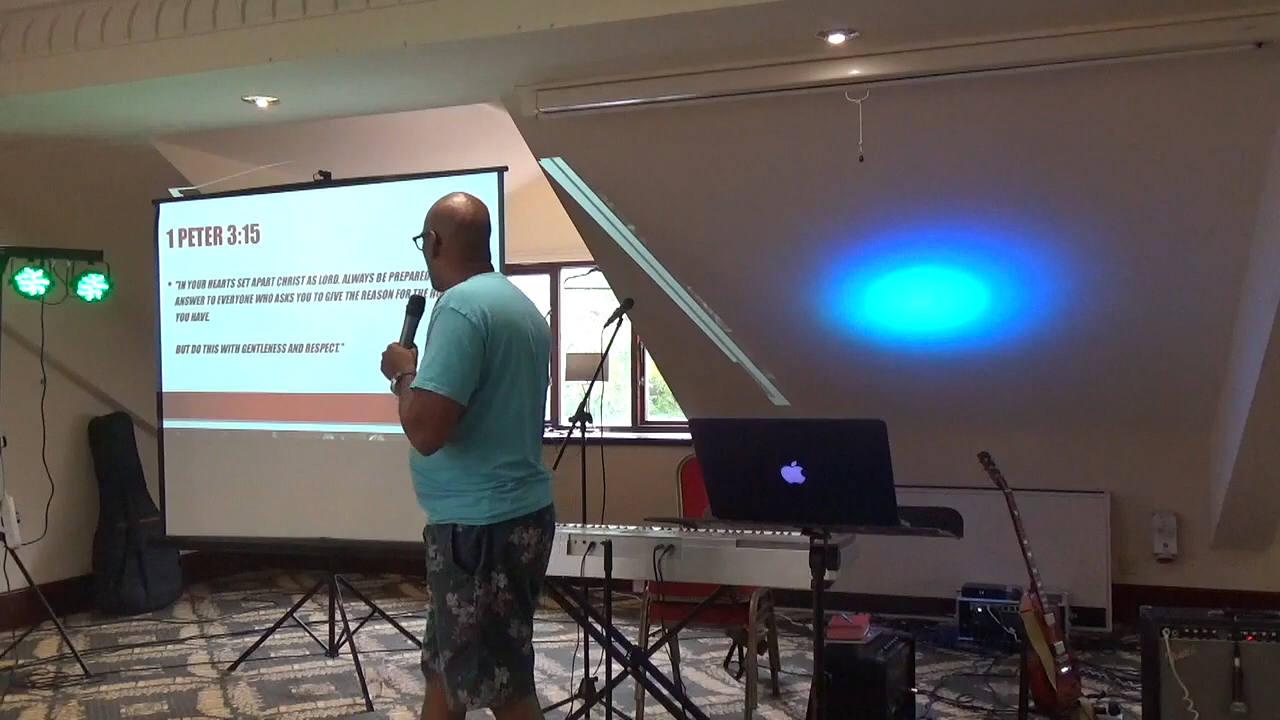 1 PETER 3:15
• "IN YOUR HEARTS SET APART CHRIST AS LORD. ALWAYS BE PREPARED
ANSWER TO EVERYONE WHO ASKS YOU TO GIVE THE REASON FOR THE
YOU HAVE.
BUT DO THIS WITH GENTLENESS AND RESPECT."